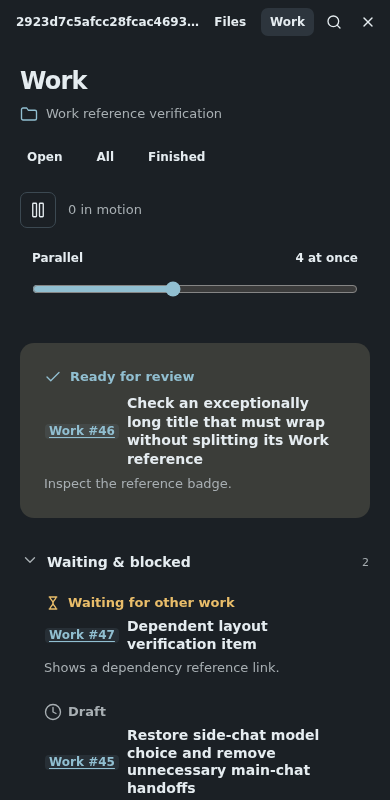 2923d7c5afcc28fcac4693... Files Work
Work
Work reference verification
Open All Finished
0 in motion
Parallel 4 at once
Ready for review
Work #46 Check an exceptionally
long title that must wrap
without splitting its Work
reference
Inspect the reference badge.
Waiting & blocked 2
Waiting for other work
Work #47 Dependent layout
verification item
Shows a dependency reference link.
Draft
Work #45 Restore side-chat model
choice and remove
unnecessary main-chat
handoffs